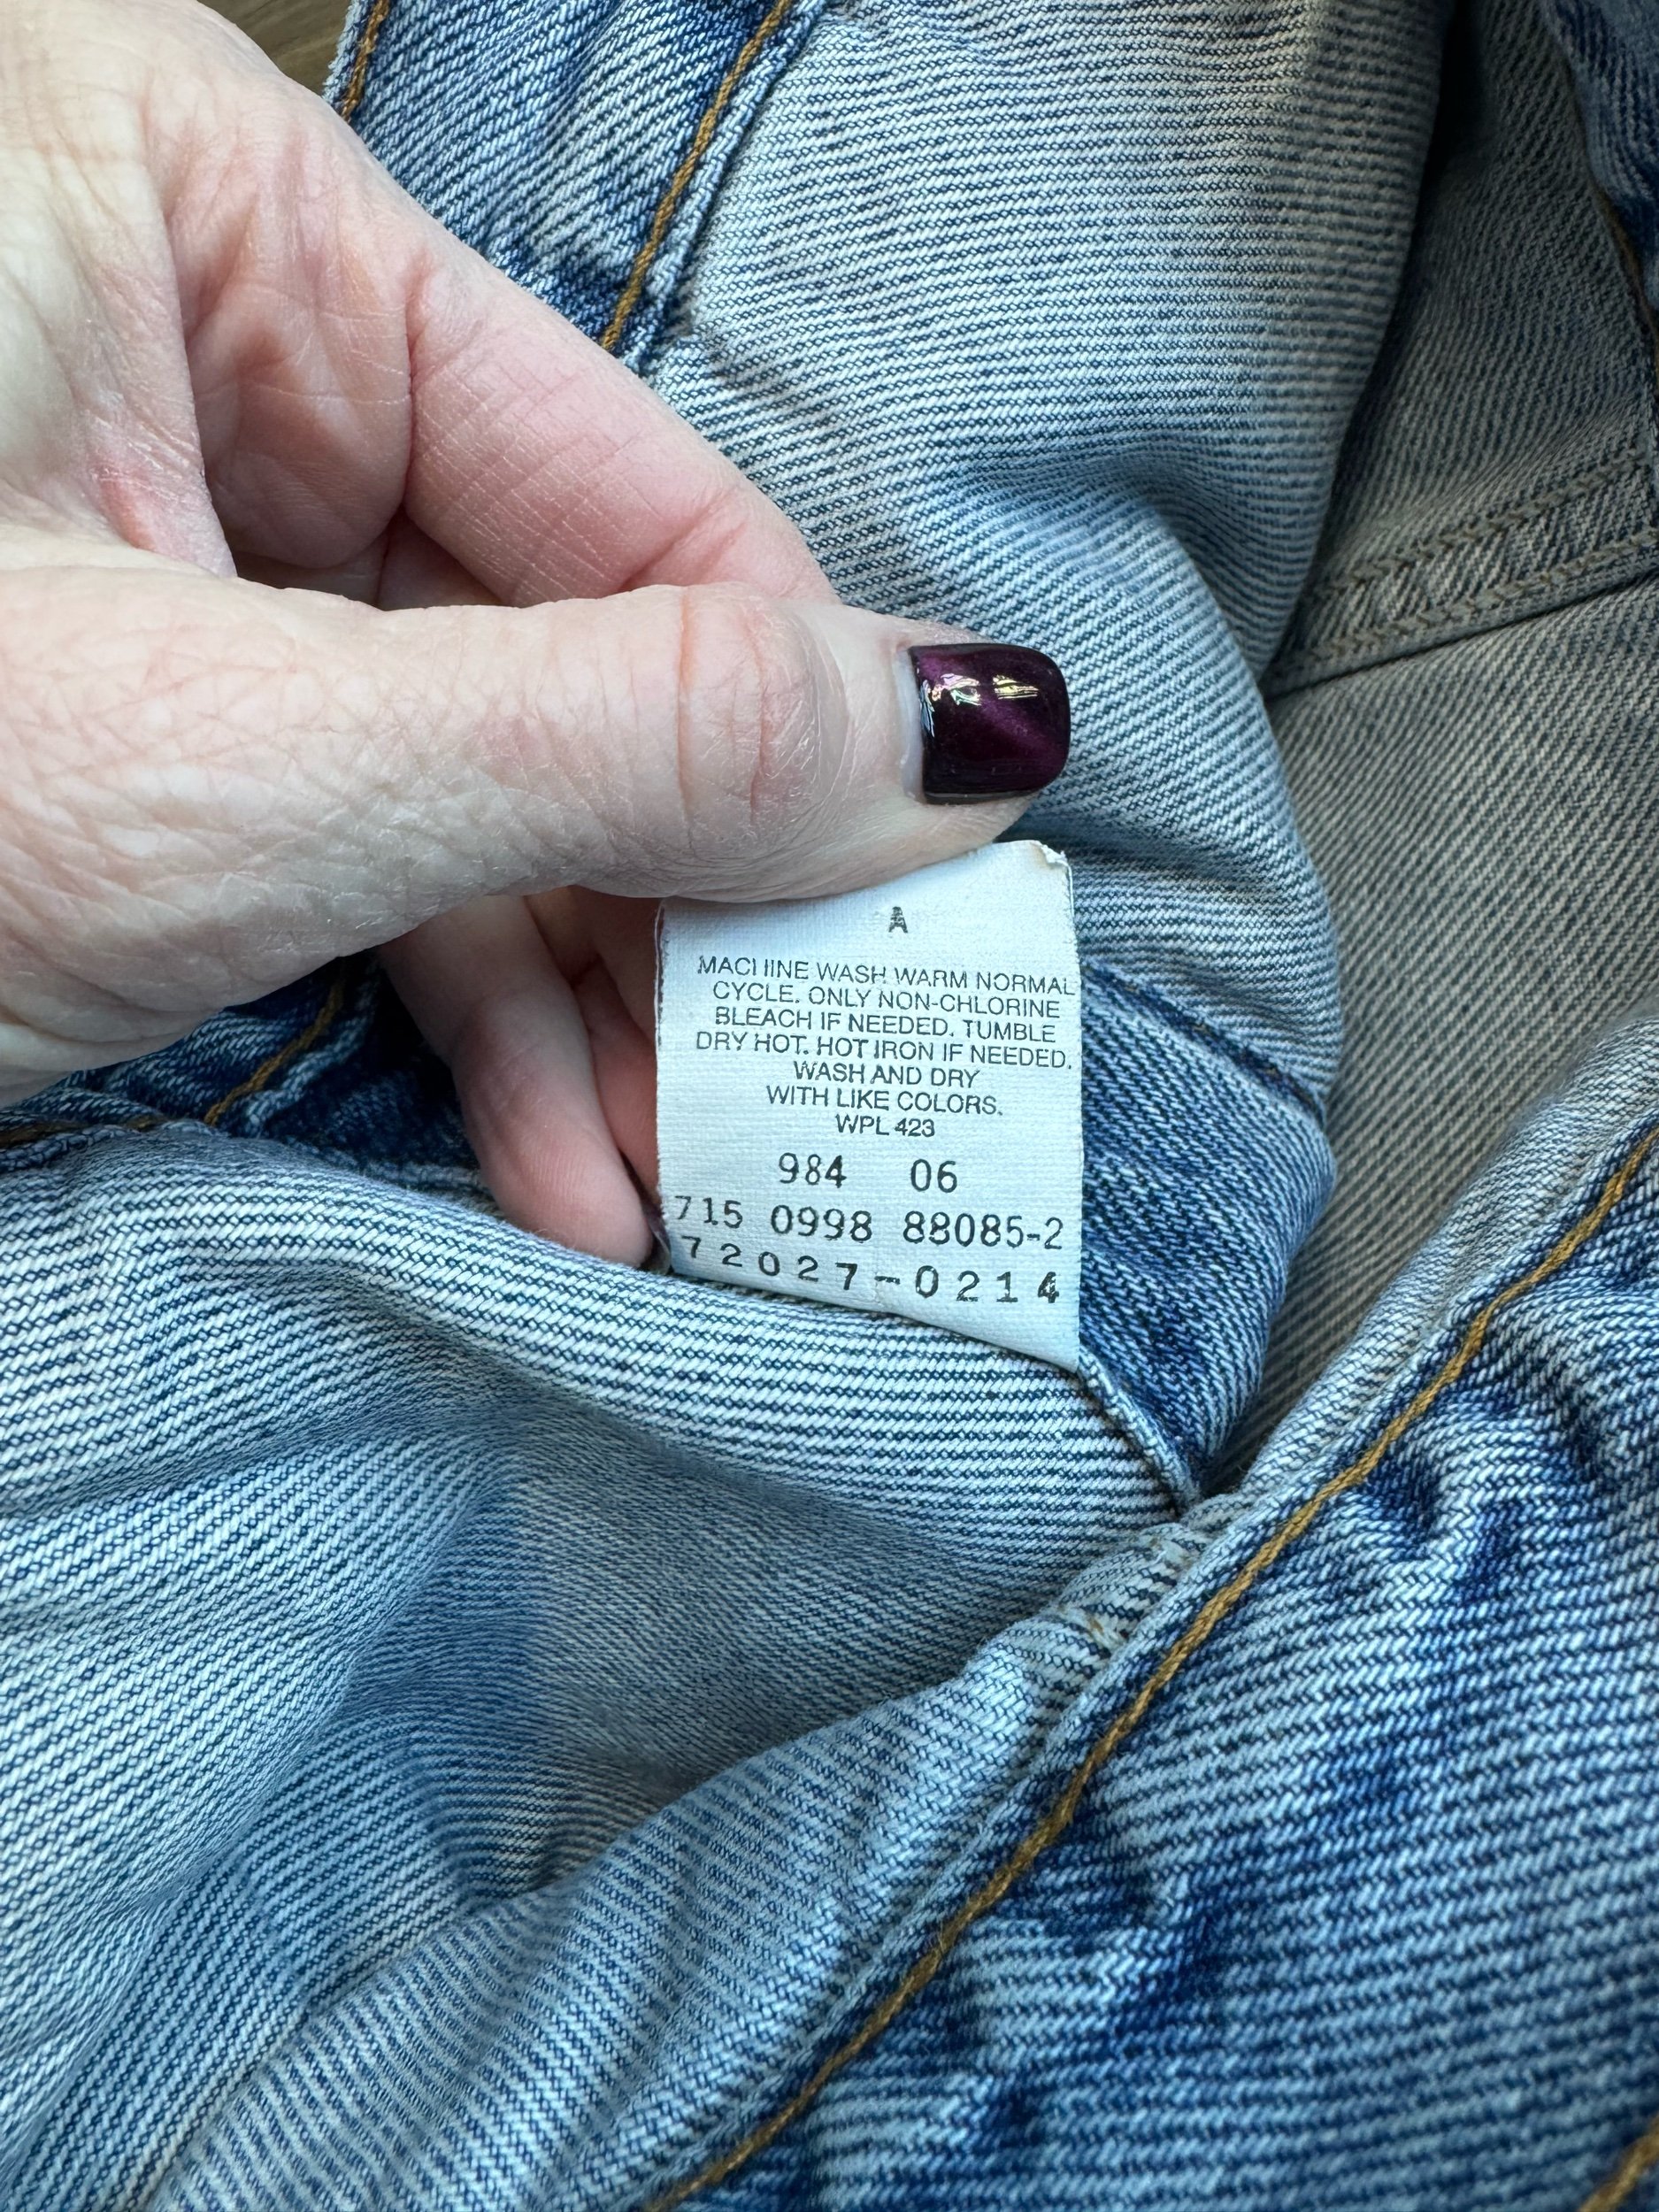 A
MACHINE WASH WARM NORMAL
CYCLE. ONLY NON-CHLORINE
BLEACH IF NEEDED. TUMBLE
DRY HOT. HOT IRON IF NEEDED.
WASH AND DRY
WITH LIKE COLORS.
WPL 423
984 06
715 0998 88085-2
72027-0214